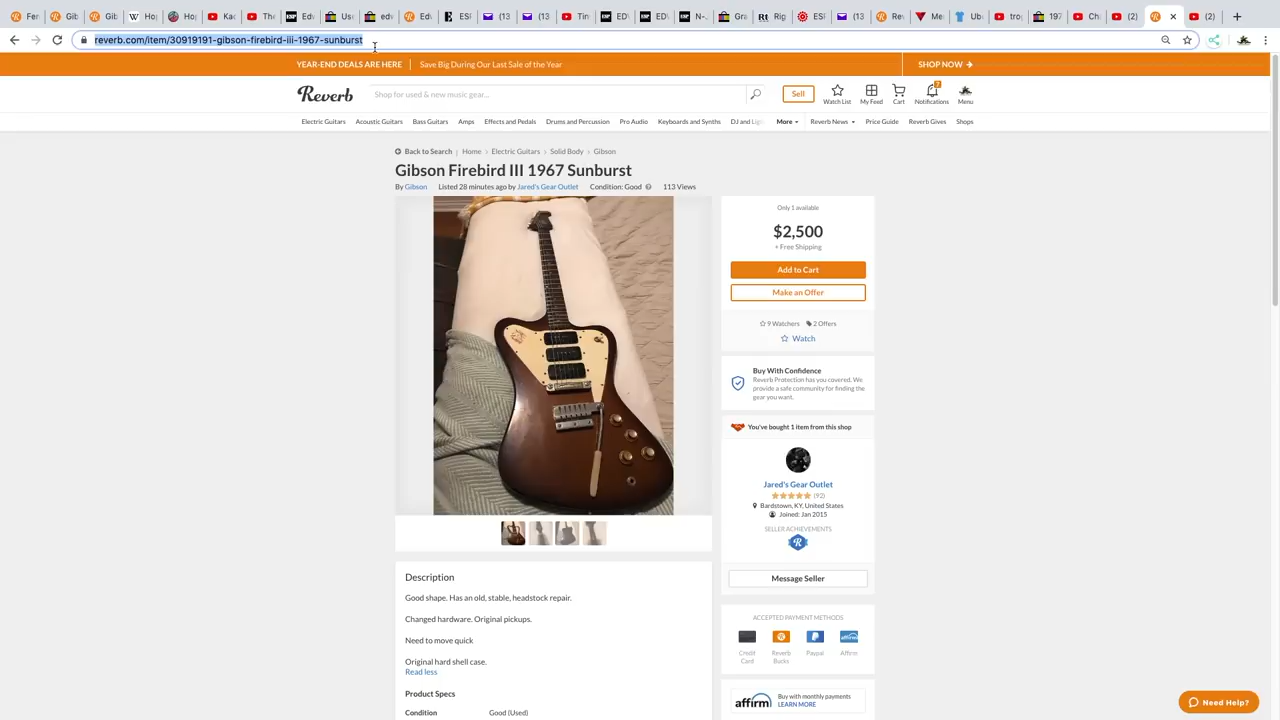 reverb.com/item/30919191-gibson-firebird-iii-1967-sunburst
YEAR-END DEALS ARE HERE
Save Big During Our Last Sale of the Year
SHOP NOW
Reverb
Shop for used & new music gear...
Sell
Watch List
My Feed
Cart
Notifications
Menu
Electric Guitars
Acoustic Guitars
Bass Guitars
Amps
Effects and Pedals
Drums and Percussion
Pro Audio
Keyboards and Synths
DJ and Lig
More
Reverb News
Price Guide
Reverb Gives
Shops
Back to Search
Home > Electric Guitars > Solid Body > Gibson
Gibson Firebird III 1967 Sunburst
By Gibson
Listed 28 minutes ago by Jared's Gear Outlet
Condition: Good
113 Views
Only 1 available
$2,500
+ Free Shipping
Add to Cart
Make an Offer
9 Watchers
2 Offers
Watch
Buy With Confidence
Reverb Protection has you covered. We
provide a safe community for finding the
gear you want.
You've bought 1 item from this shop
Jared's Gear Outlet
(92)
Bardstown, KY, United States
Joined: Jan 2015
SELLER ACHIEVEMENTS
Message Seller
ACCEPTED PAYMENT METHODS
Credit
Card
Reverb
Bucks
Paypal
Affirm
affirm
Buy with monthly payments
LEARN MORE
Description
Good shape. Has an old, stable, headstock repair.
Changed hardware. Original pickups.
Need to move quick
Original hard shell case.
Read less
Product Specs
Condition
Good (Used)
Need Help?